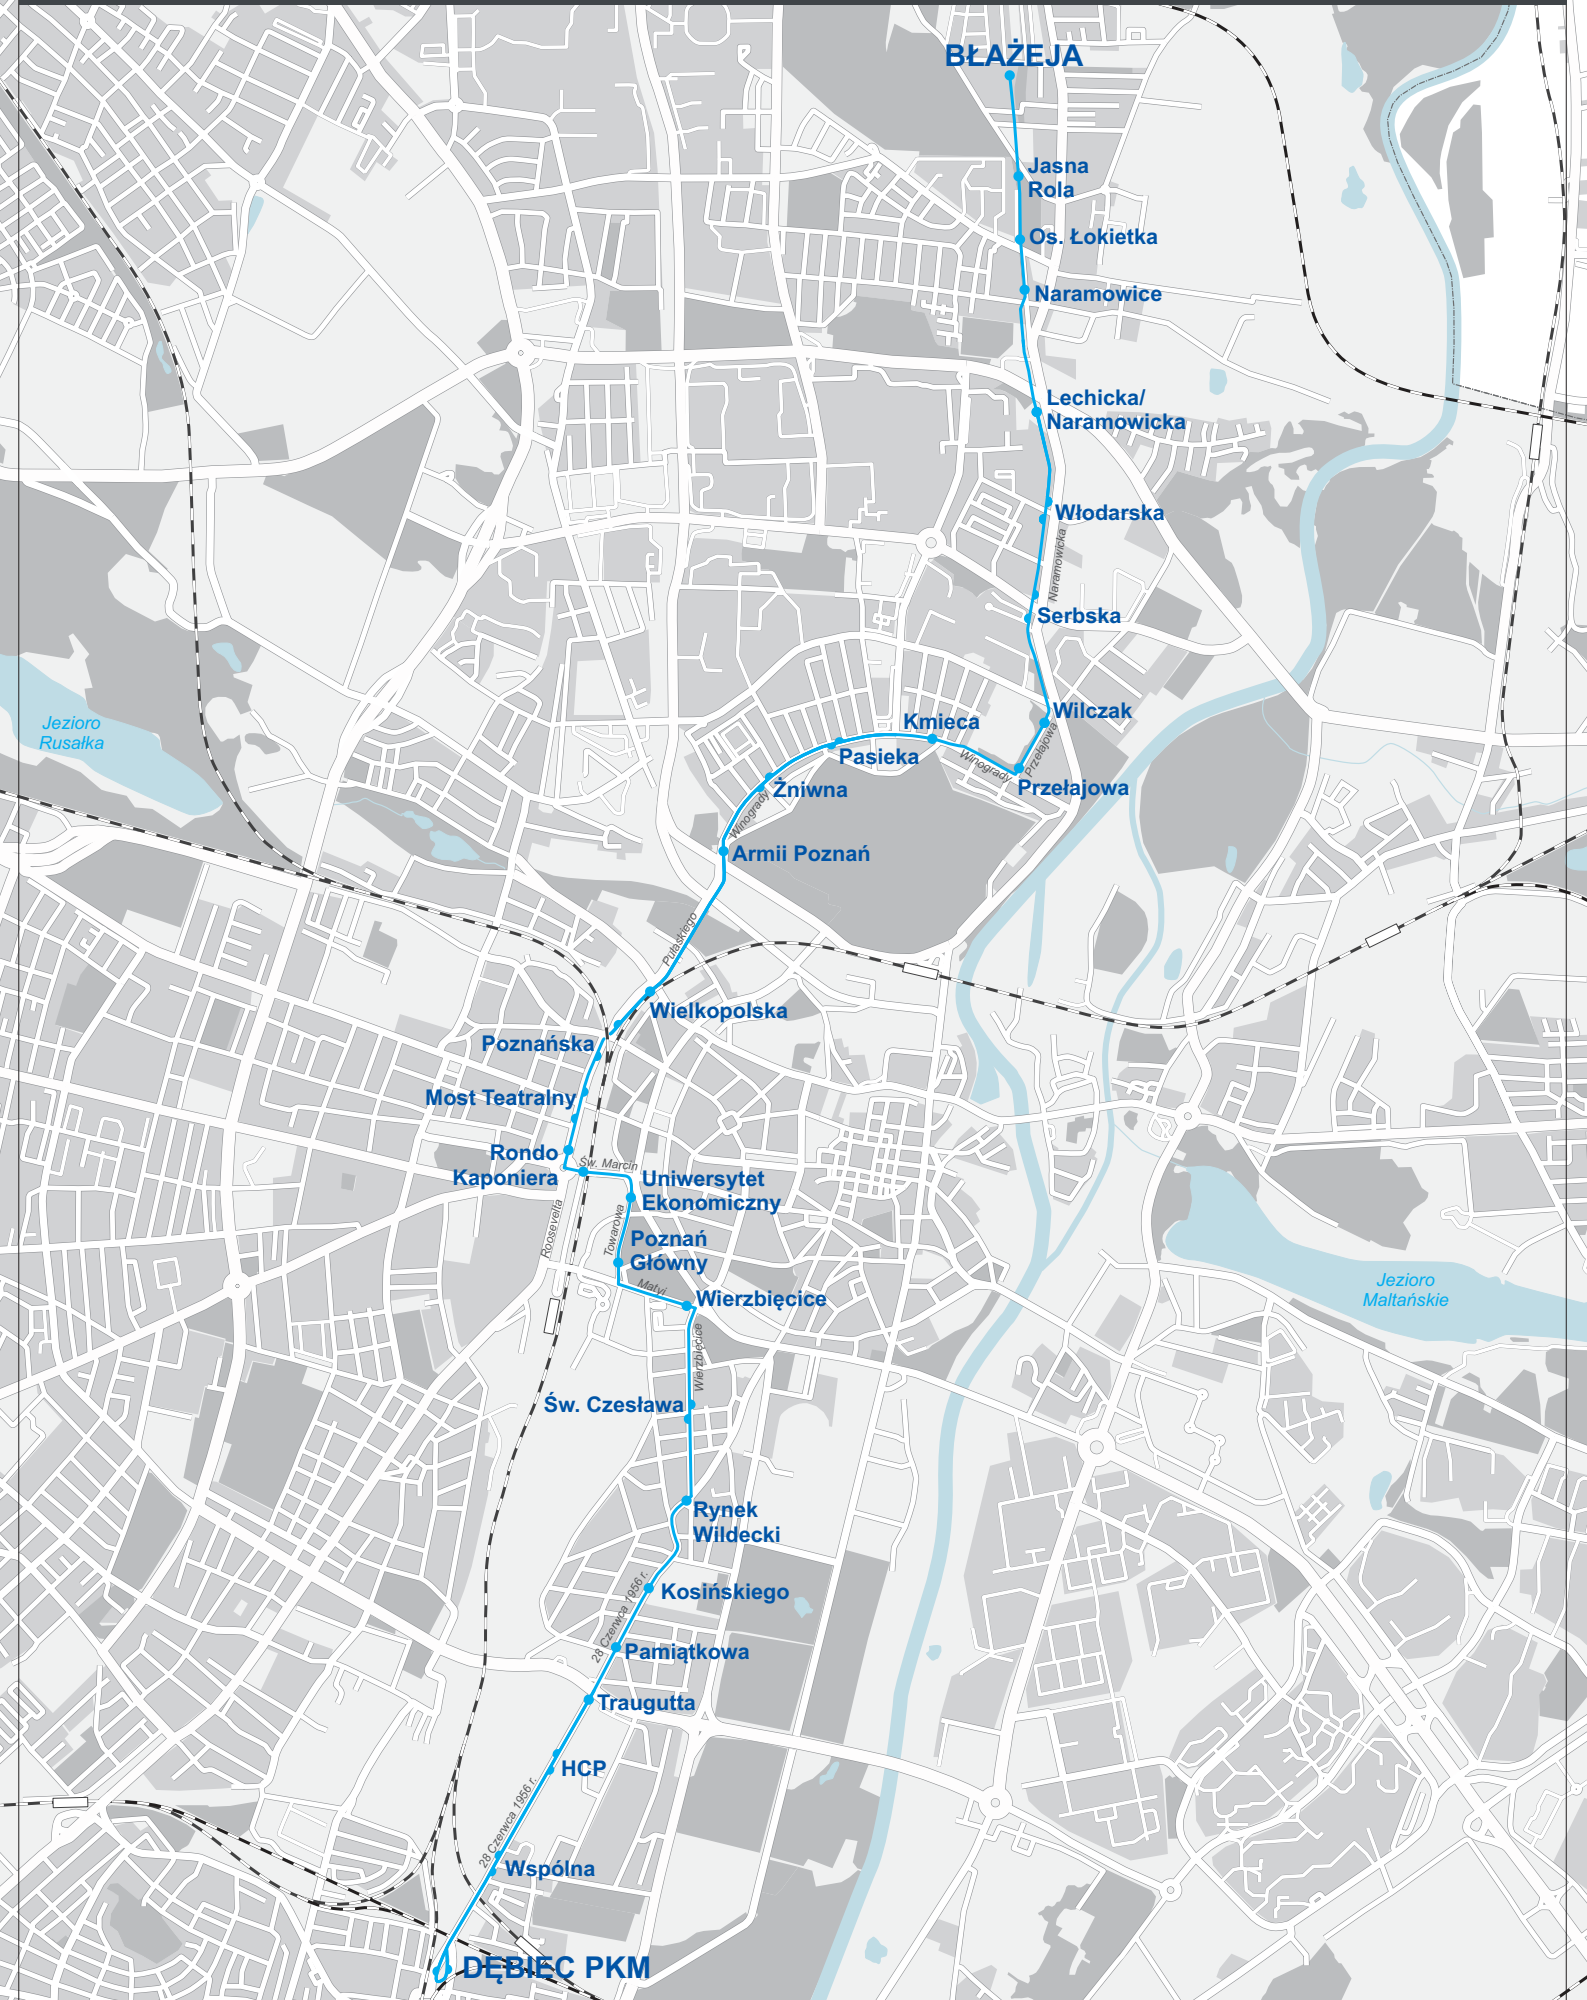 BŁAŻEJA
Jasna
Rola
Os. Łokietka
Naramowice
Lechicka/
Naramowicka
Włodarska
Naramowicka
Serbska
Wilczak
Przełajowa
Kmieca
Winogrady
Przełajowa
Pasieka
Żniwna
Winogrady
Armii Poznań
Jezioro
Rusałka
Pułaskiego
Wielkopolska
Poznańska
Most Teatralny
Rondo
Kaponiera
Św. Marcin
Uniwersytet
Ekonomiczny
Roosevelta
Towarowa
Poznań
Główny
Matyi
Wierzbięcice
Jezioro
Maltańskie
Wierzbięcice
Św. Czesława
Rynek
Wildecki
Kosińskiego
28 Czerwca 1956 r.
Pamiątkowa
Traugutta
HCP
28 Czerwca 1956 r.
Wspólna
DĘBIEC PKM